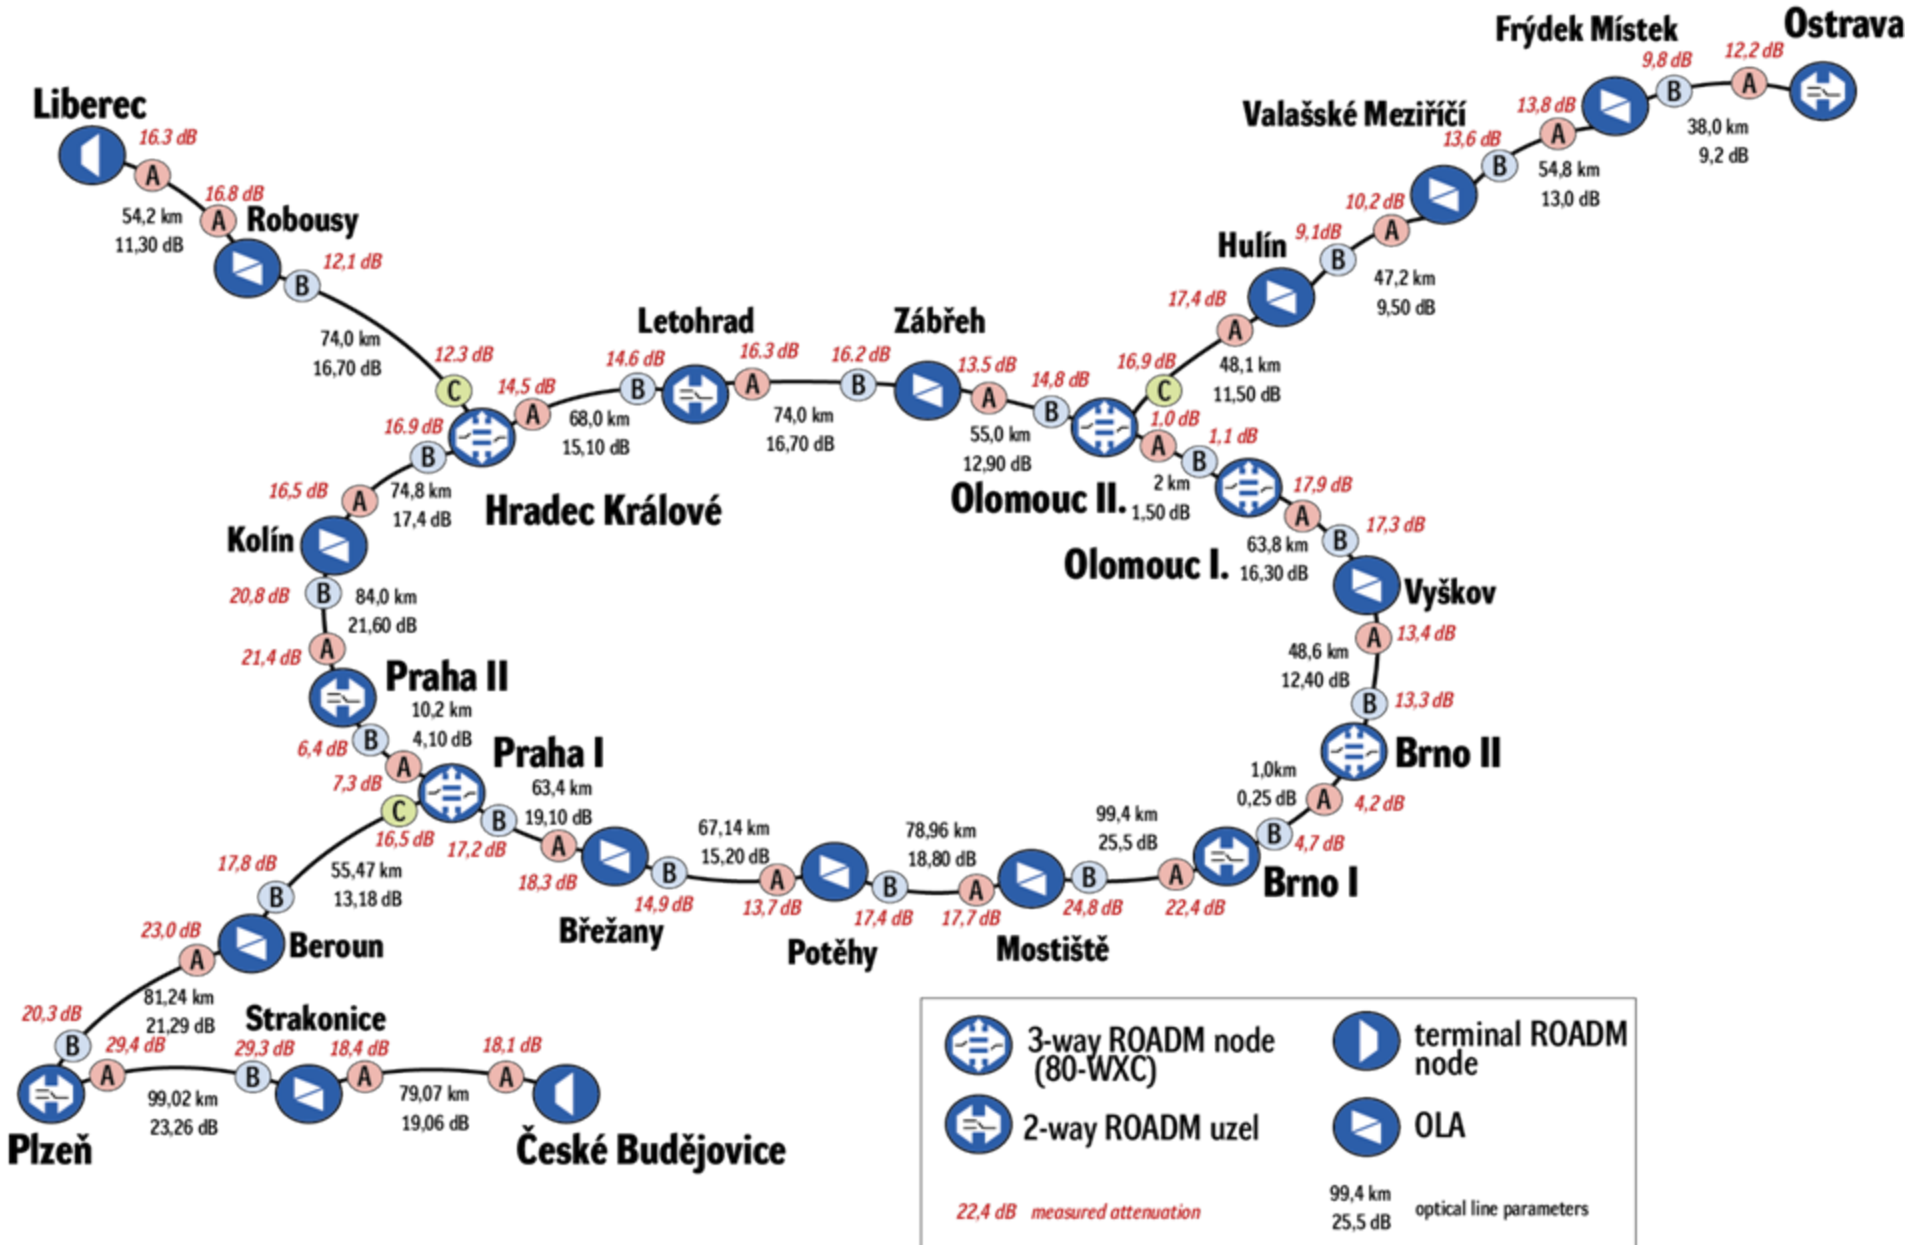 Frýdek Místek
Ostrava
9,8 dB
12,2 dB
B
A
38,0 km
9,2 dB
Valašské Meziříčí
13,6 dB
13,8 dB
B
A
54,8 km
13,0 dB
Liberec
16.3 dB
A
54,2 km
11,30 dB
16.8 dB
A
Robousy
B
12,1 dB
74,0 km
16,70 dB
12.3 dB
C
Hulín
9,1dB
10,2 dB
B
A
47,2 km
9,50 dB
17,4 dB
A
48,1 km
11,50 dB
16,9 dB
C
14,5 dB
A
68,0 km
15,10 dB
14.6 dB
B
Letohrad
16.3 dB
A
74,0 km
16,70 dB
16.2 dB
B
Zábřeh
13.5 dB
A
55,0 km
12,90 dB
14,8 dB
B
Olomouc II.
1,0 dB
A
1,1 dB
B
2 km
1,50 dB
Olomouc I.
17,9 dB
A
63,8 km
16,30 dB
17,3 dB
B
Vyškov
A
13,4 dB
48,6 km
12,40 dB
B
13,3 dB
Brno II
1,0km
0,25 dB
A
4,2 dB
B
4,7 dB
Brno I
16.9 dB
B
Hradec Králové
74,8 km
17,4 dB
16,5 dB
A
Kolín
20,8 dB
B
84,0 km
21,60 dB
21,4 dB
A
Praha II
10,2 km
4,10 dB
6,4 dB
B
7,3 dB
A
Praha I
C
16,5 dB
B
17,2 dB
63,4 km
19,10 dB
A
18,3 dB
Břežany
B
14,9 dB
67,14 km
15,20 dB
A
13,7 dB
Potěhy
B
17,4 dB
78,96 km
18,80 dB
A
17,7 dB
Mostiště
B
24,8 dB
99,4 km
25,5 dB
A
22,4 dB
17,8 dB
B
55,47 km
13,18 dB
Beroun
23,0 dB
A
81,24 km
21,29 dB
20,3 dB
B
Plzeň
29,4 dB
A
99,02 km
23,26 dB
29,3 dB
B
Strakonice
18,4 dB
A
79,07 km
19,06 dB
18,1 dB
A
České Budějovice
3-way ROADM node
(80-WXC)
terminal ROADM
node
2-way ROADM uzel
OLA
22,4 dB measured attenuation
99,4 km
25,5 dB
optical line parameters